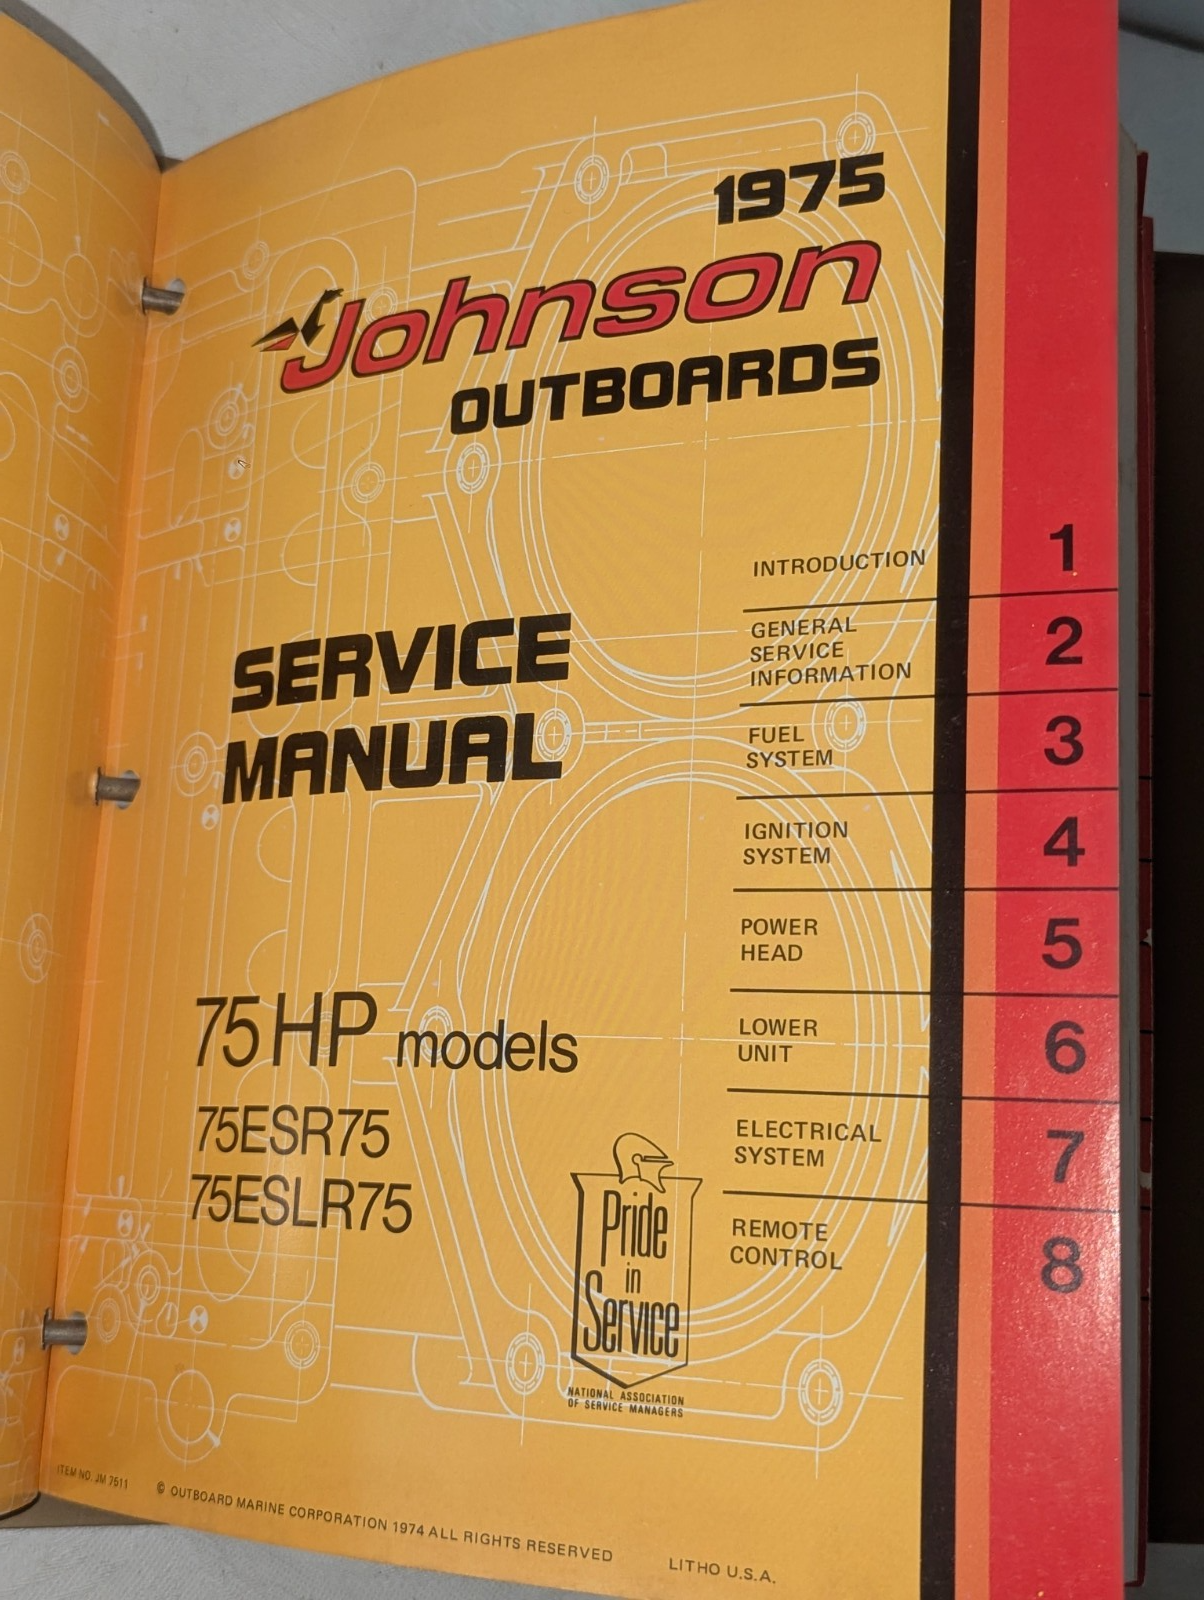 1975
Johnson
OUTBOARDS
SERVICE
MANUAL
75 HP models
75ESR75
75ESLR75
INTRODUCTION
1
GENERAL
SERVICE
INFORMATION
2
FUEL
SYSTEM
3
IGNITION
SYSTEM
4
POWER
HEAD
5
LOWER
UNIT
6
ELECTRICAL
SYSTEM
7
REMOTE
CONTROL
8
Pride
in
Service
NATIONAL ASSOCIATION
OF SERVICE MANAGERS
ITEM NO. JM 7511
© OUTBOARD MARINE CORPORATION 1974 ALL RIGHTS RESERVED
LITHO U.S.A.